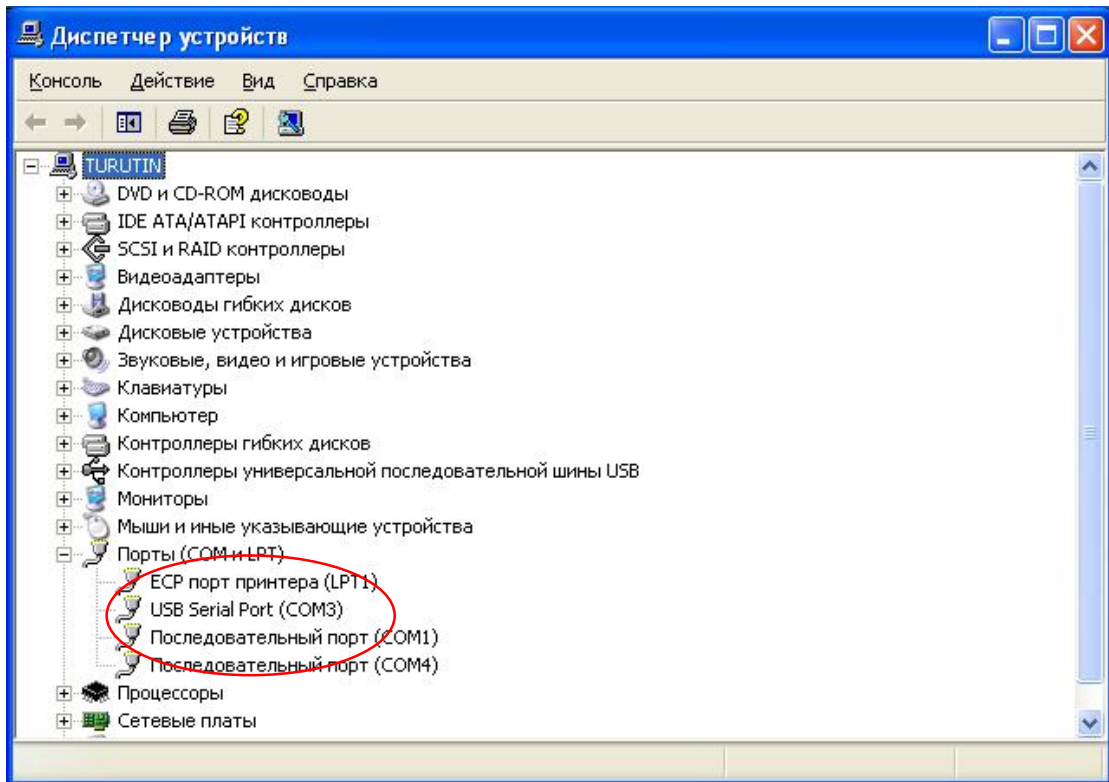 Диспетчер устройств
Консоль Действие Вид Справка
TURUTIN
DVD и CD-ROM дисководы
IDE ATA/ATAPI контроллеры
SCSI и RAID контроллеры
Видеоадаптеры
Дисководы гибких дисков
Дисковые устройства
Звуковые, видео и игровые устройства
Клавиатуры
Компьютер
Контроллеры гибких дисков
Контроллеры универсальной последовательной шины USB
Мониторы
Мыши и иные указывающие устройства
Порты (COM и LPT)
ECP порт принтера (LPT1)
USB Serial Port (COM3)
Последовательный порт (COM1)
Последовательный порт (COM4)
Процессоры
Сетевые платы